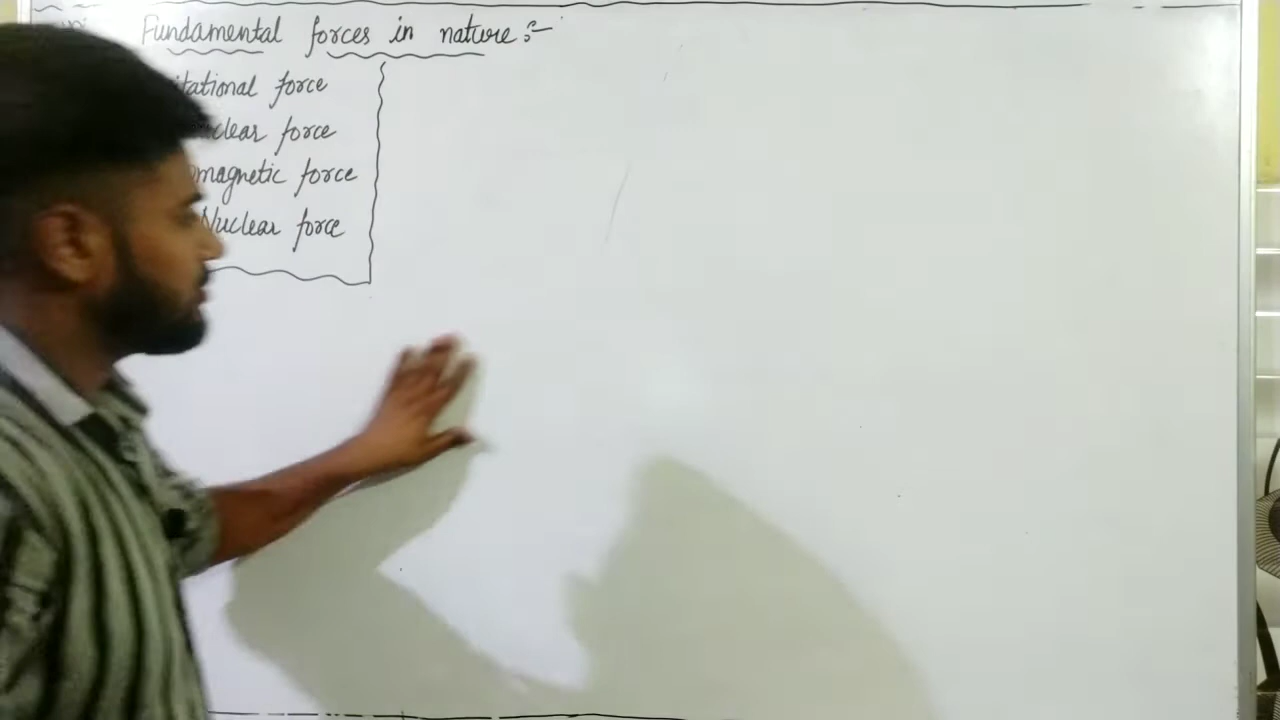 Fundamental forces in nature :-
itational force
clear force
magnetic force
Nuclear force